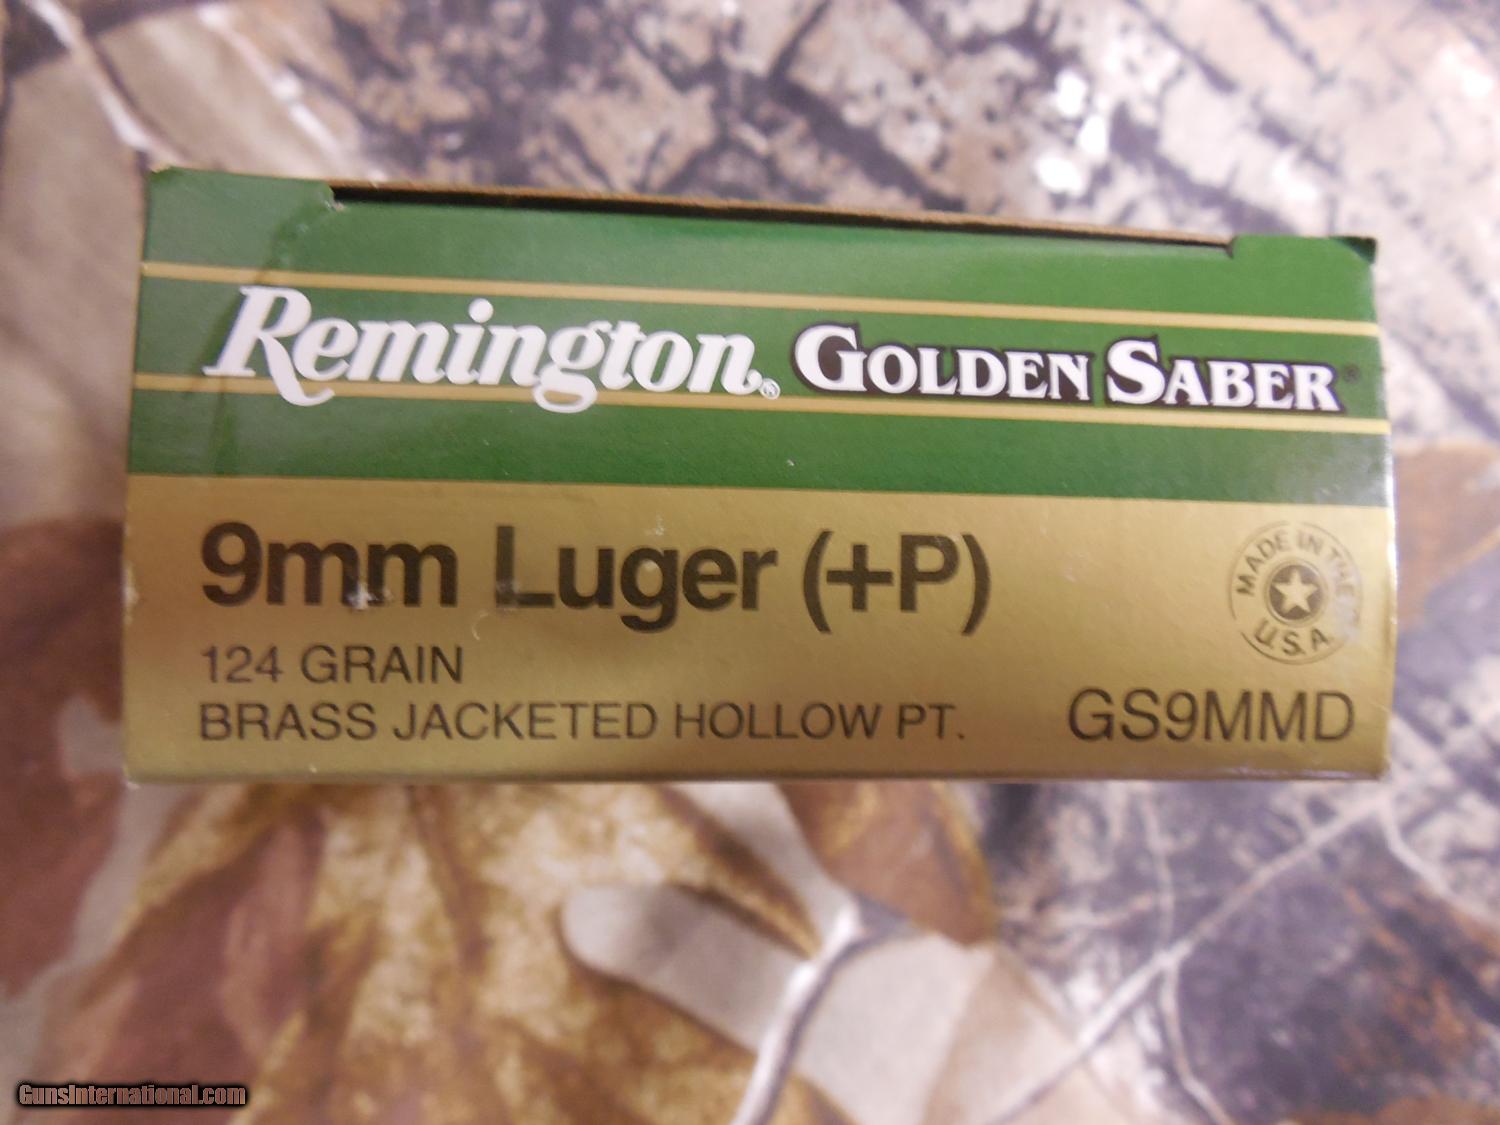 Remington® GOLDEN SABER®
9mm Luger (+P)
124 GRAIN
BRASS JACKETED HOLLOW PT.
MADE IN THE
U.S.A.
GS9MMD
GunsInternational.com